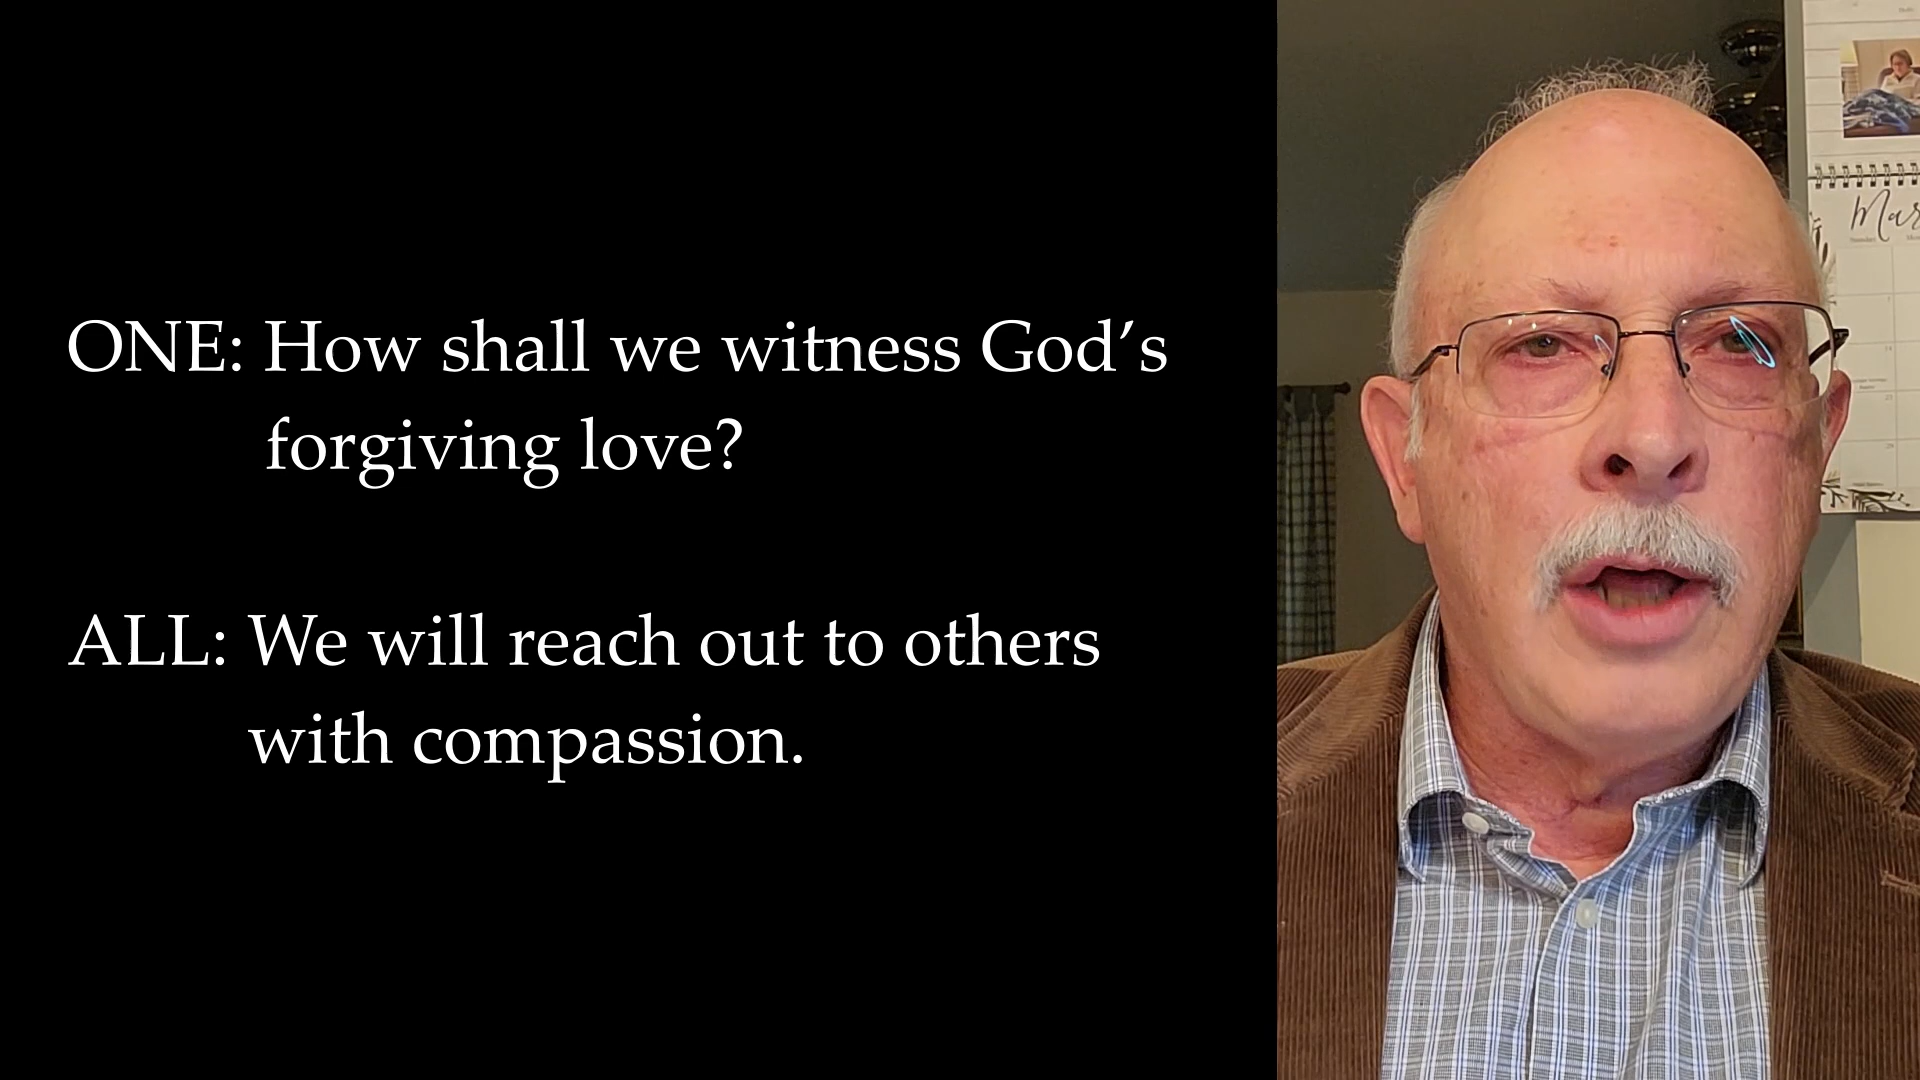 ONE: How shall we witness God’s
forgiving love?
ALL: We will reach out to others
with compassion.